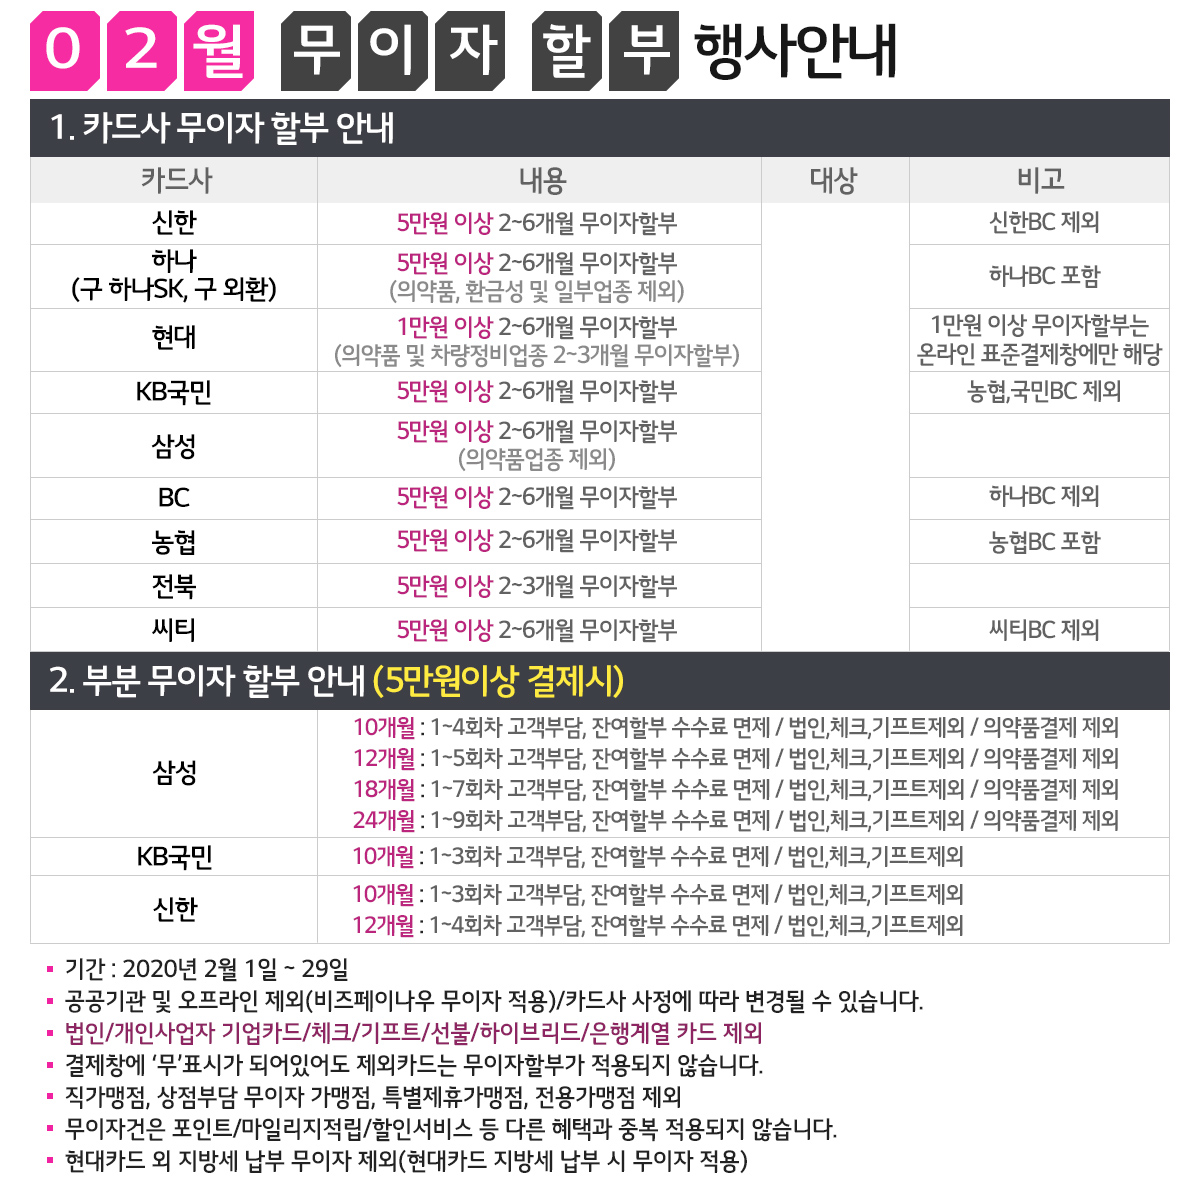 02월 무이자 할부 행사안내
1. 카드사 무이자 할부 안내
카드사 내용 대상 비고
신한 5만원 이상 2~6개월 무이자할부 신한BC 제외
하나
(구 하나SK, 구 외환)
5만원 이상 2~6개월 무이자할부
(의약품, 환금성 및 일부업종 제외)
하나BC 포함
현대
1만원 이상 2~6개월 무이자할부
(의약품 및 차량정비업종 2~3개월 무이자할부)
1만원 이상 무이자할부는
온라인 표준결제창에만 해당
KB국민 5만원 이상 2~6개월 무이자할부 농협,국민BC 제외
삼성
5만원 이상 2~6개월 무이자할부
(의약품업종 제외)
BC 5만원 이상 2~6개월 무이자할부 하나BC 제외
농협 5만원 이상 2~6개월 무이자할부 농협BC 포함
전북 5만원 이상 2~3개월 무이자할부
씨티 5만원 이상 2~6개월 무이자할부 씨티BC 제외
2. 부분 무이자 할부 안내 (5만원이상 결제시)
삼성
10개월 : 1~4회차 고객부담, 잔여할부 수수료 면제 / 법인,체크,기프트제외 / 의약품결제 제외
12개월 : 1~5회차 고객부담, 잔여할부 수수료 면제 / 법인,체크,기프트제외 / 의약품결제 제외
18개월 : 1~7회차 고객부담, 잔여할부 수수료 면제 / 법인,체크,기프트제외 / 의약품결제 제외
24개월 : 1~9회차 고객부담, 잔여할부 수수료 면제 / 법인,체크,기프트제외 / 의약품결제 제외
KB국민 10개월 : 1~3회차 고객부담, 잔여할부 수수료 면제 / 법인,체크,기프트제외
신한
10개월 : 1~3회차 고객부담, 잔여할부 수수료 면제 / 법인,체크,기프트제외
12개월 : 1~4회차 고객부담, 잔여할부 수수료 면제 / 법인,체크,기프트제외
기간 : 2020년 2월 1일 ~ 29일
공공기관 및 오프라인 제외(비즈페이나우 무이자 적용)/카드사 사정에 따라 변경될 수 있습니다.
법인/개인사업자 기업카드/체크/기프트/선불/하이브리드/은행계열 카드 제외
결제창에 ‘무’표시가 되어있어도 제외카드는 무이자할부가 적용되지 않습니다.
직가맹점, 상점부담 무이자 가맹점, 특별제휴가맹점, 전용가맹점 제외
무이자건은 포인트/마일리지적립/할인서비스 등 다른 혜택과 중복 적용되지 않습니다.
현대카드 외 지방세 납부 무이자 제외(현대카드 지방세 납부 시 무이자 적용)